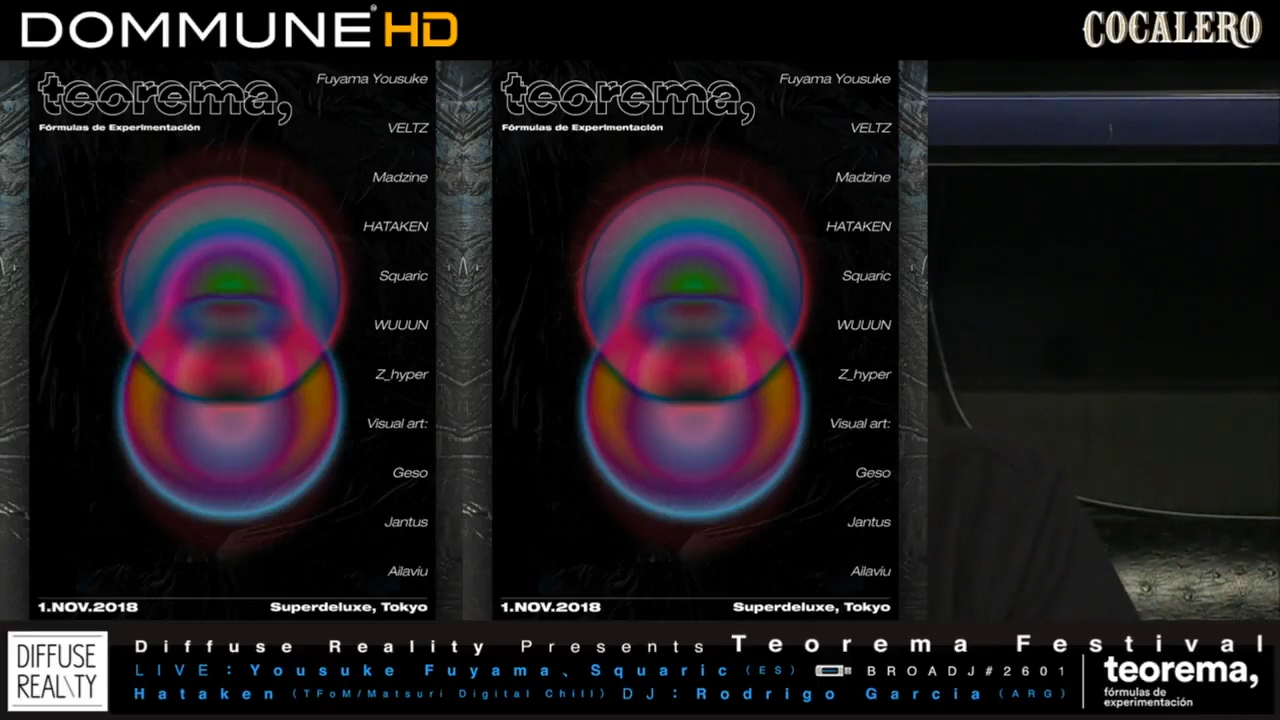 DOMMUNE HD
COCALERO
teorema,
Fórmulas de Experimentación
Fuyama Yousuke
VELTZ
Madzine
HATAKEN
Squaric
WUUUN
Z_hyper
Visual art:
Geso
Jantus
Ailaviu
1.NOV.2018
Superdeluxe, Tokyo
teorema,
Fórmulas de Experimentación
Fuyama Yousuke
VELTZ
Madzine
HATAKEN
Squaric
WUUUN
Z_hyper
Visual art:
Geso
Jantus
Ailaviu
1.NOV.2018
Superdeluxe, Tokyo
DIFFUSE
REALITY
Diffuse Reality Presents Teorema Festival
LIVE：Yousuke Fuyama、Squaric (ES) BROADJ#2601
Hataken (TFoM/Matsuri Digital Chill) DJ：Rodrigo Garcia (ARG)
teorema,
fórmulas de
experimentación